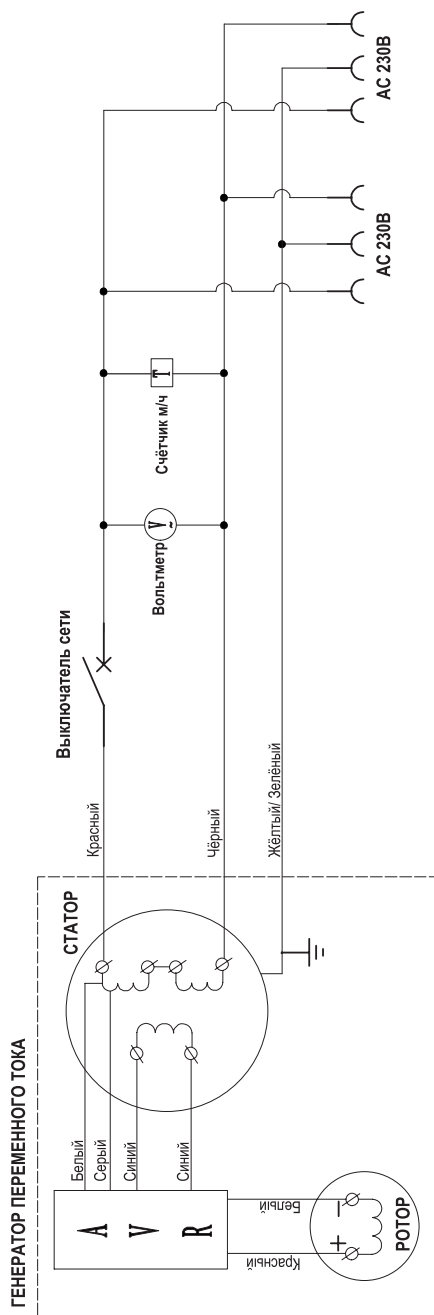 ГЕНЕРАТОР ПЕРЕМЕННОГО ТОКА
СТАТОР
Белый
Серый
Синий
Синий
A V R
Красный
Белый
+
−
РОТОР
Красный
Чёрный
Жёлтый/ Зелёный
Выключатель сети
Вольтметр
V
~
Счётчик м/ч
T
AC 230В
AC 230В